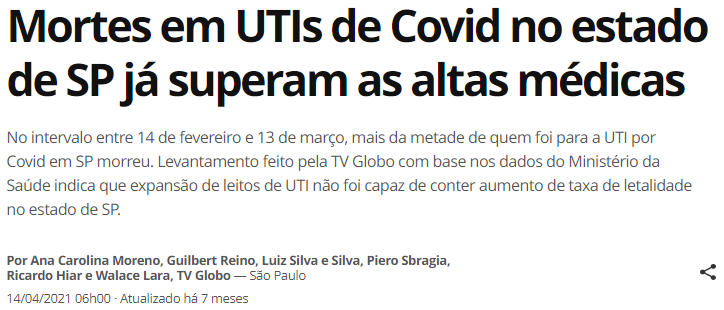 Mortes em UTIs de Covid no estado
de SP já superam as altas médicas
No intervalo entre 14 de fevereiro e 13 de março, mais da metade de quem foi para a UTI por
Covid em SP morreu. Levantamento feito pela TV Globo com base nos dados do Ministério da
Saúde indica que expansão de leitos de UTI não foi capaz de conter aumento de taxa de letalidade
no estado de SP.
Por Ana Carolina Moreno, Guilbert Reino, Luiz Silva e Silva, Piero Sbragia,
Ricardo Hiar e Walace Lara, TV Globo — São Paulo
14/04/2021 06h00 · Atualizado há 7 meses